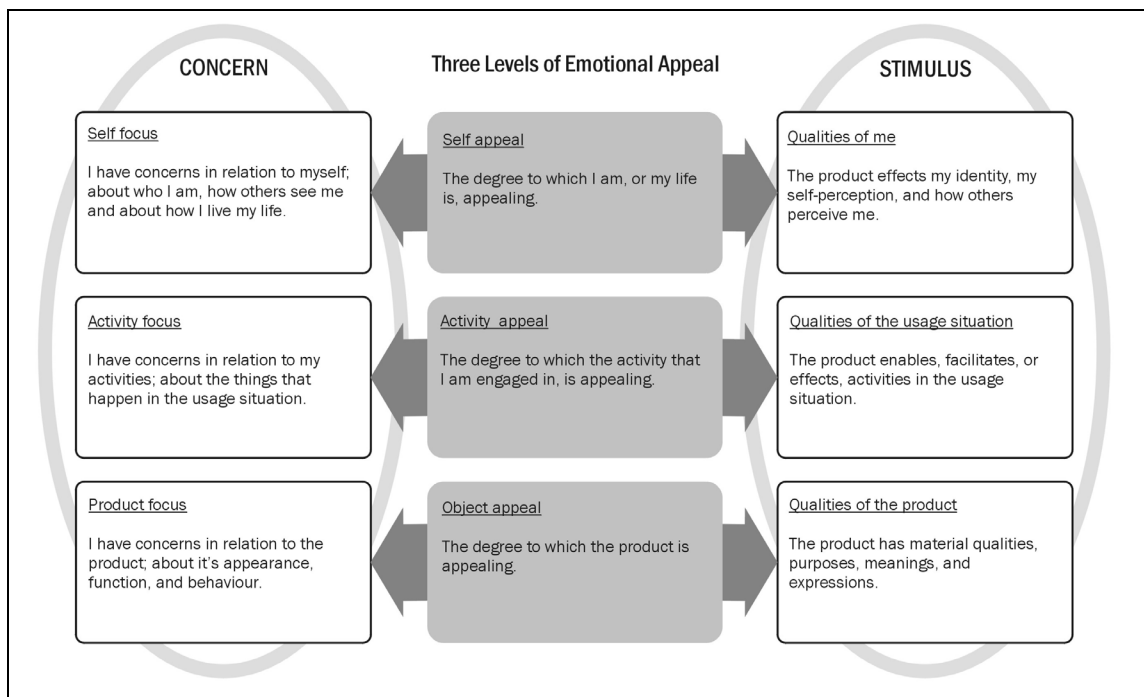 CONCERN
Three Levels of Emotional Appeal
STIMULUS
Self focus
I have concerns in relation to myself;
about who I am, how others see me
and about how I live my life.
Self appeal
The degree to which I am, or my life
is, appealing.
Qualities of me
The product effects my identity, my
self-perception, and how others
perceive me.
Activity focus
I have concerns in relation to my
activities; about the things that
happen in the usage situation.
Activity appeal
The degree to which the activity that
I am engaged in, is appealing.
Qualities of the usage situation
The product enables, facilitates, or
effects, activities in the usage
situation.
Product focus
I have concerns in relation to the
product; about it's appearance,
function, and behaviour.
Object appeal
The degree to which the product is
appealing.
Qualities of the product
The product has material qualities,
purposes, meanings, and
expressions.